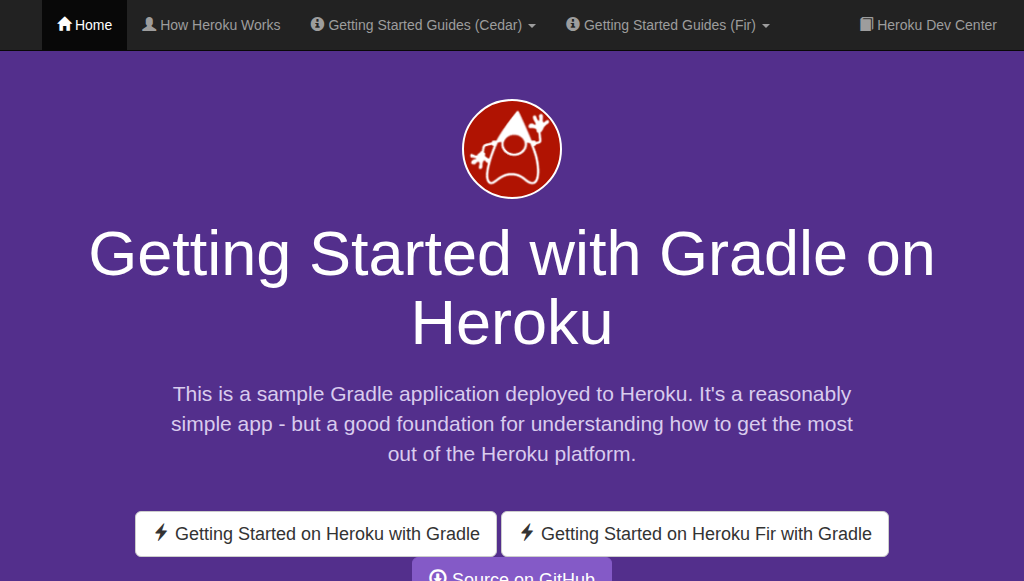 Home
How Heroku Works
Getting Started Guides (Cedar)
Getting Started Guides (Fir)
Heroku Dev Center
Getting Started with Gradle on
Heroku
This is a sample Gradle application deployed to Heroku. It's a reasonably
simple app - but a good foundation for understanding how to get the most
out of the Heroku platform.
Getting Started on Heroku with Gradle
Getting Started on Heroku Fir with Gradle
Source on GitHub